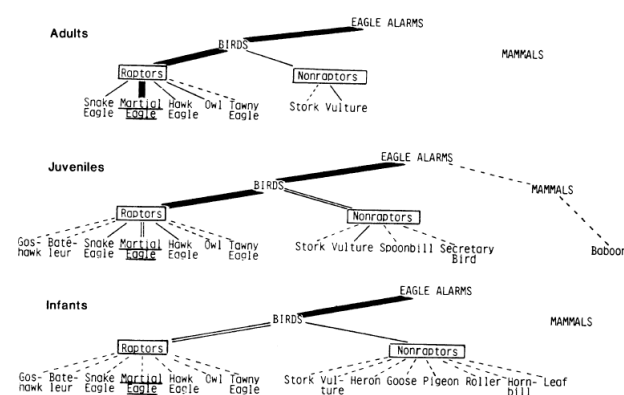 Adults
EAGLE ALARMS
BIRDS
MAMMALS
Raptors
Nonraptors
Snake Martial Hawk Owl Tawny
Eagle Eagle Eagle Eagle
Stork Vulture
Juveniles
EAGLE ALARMS
BIRDS
MAMMALS
Raptors
Nonraptors
Gos- Bate- Snake Martial Hawk Owl Tawny
hawk leur Eagle Eagle Eagle Eagle
Stork Vulture Spoonbill Secretary
Bird
Baboon
Infants
EAGLE ALARMS
BIRDS
MAMMALS
Raptors
Nonraptors
Gos- Bate- Snake Martial Hawk Owl Tawny
hawk leur Eagle Eagle Eagle Eagle
Stork Vul- Heron Goose Pigeon Roller Horn- Leaf
ture bill